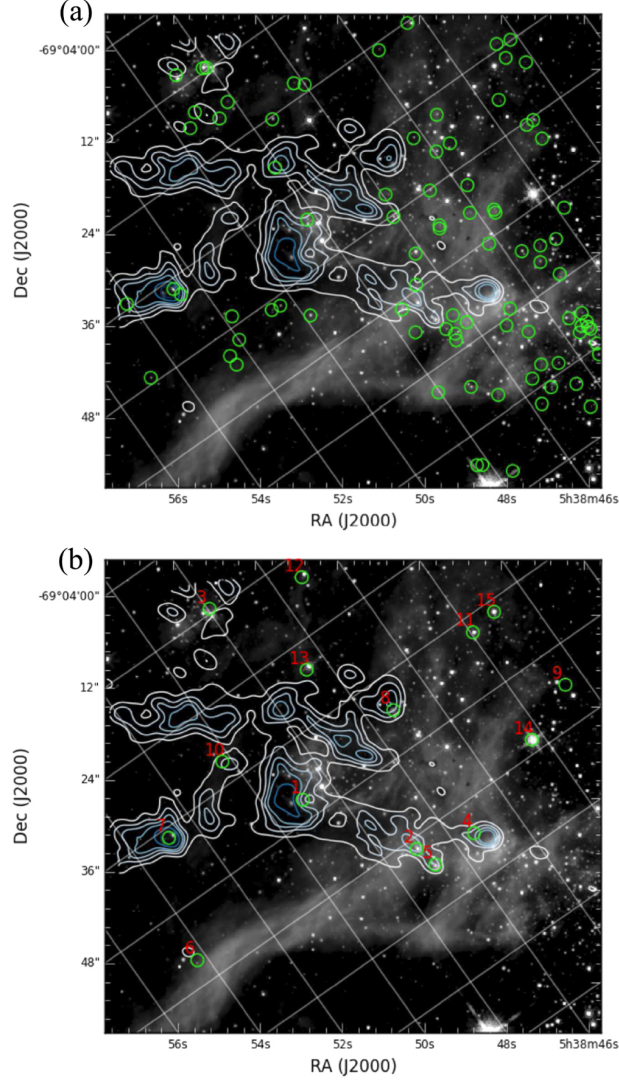 (a)
-69°04'00"
12"
24"
36"
48"
Dec (J2000)
56s
54s
52s
50s
48s
5h38m46s
RA (J2000)
(b)
-69°04'00"
12"
24"
36"
48"
Dec (J2000)
12
3
15
11
13
9
8
14
10
1
7
4
2
5
6
56s
54s
52s
50s
48s
5h38m46s
RA (J2000)